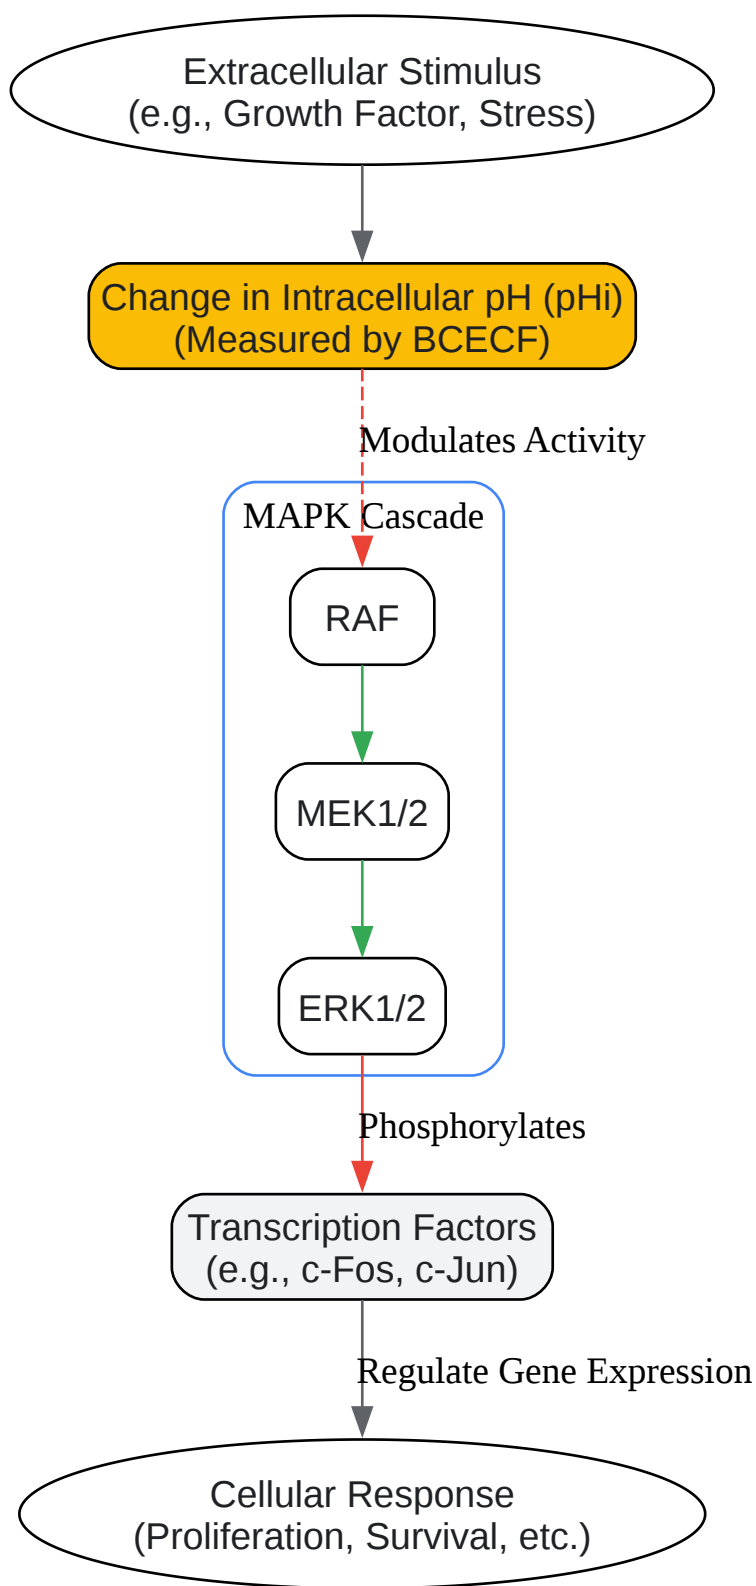 Extracellular Stimulus
(e.g., Growth Factor, Stress)
Change in Intracellular pH (pHi)
(Measured by BCECF)
Modulates Activity
MAPK Cascade
RAF
MEK1/2
ERK1/2
Phosphorylates
Transcription Factors
(e.g., c-Fos, c-Jun)
Regulate Gene Expression
Cellular Response
(Proliferation, Survival, etc.)